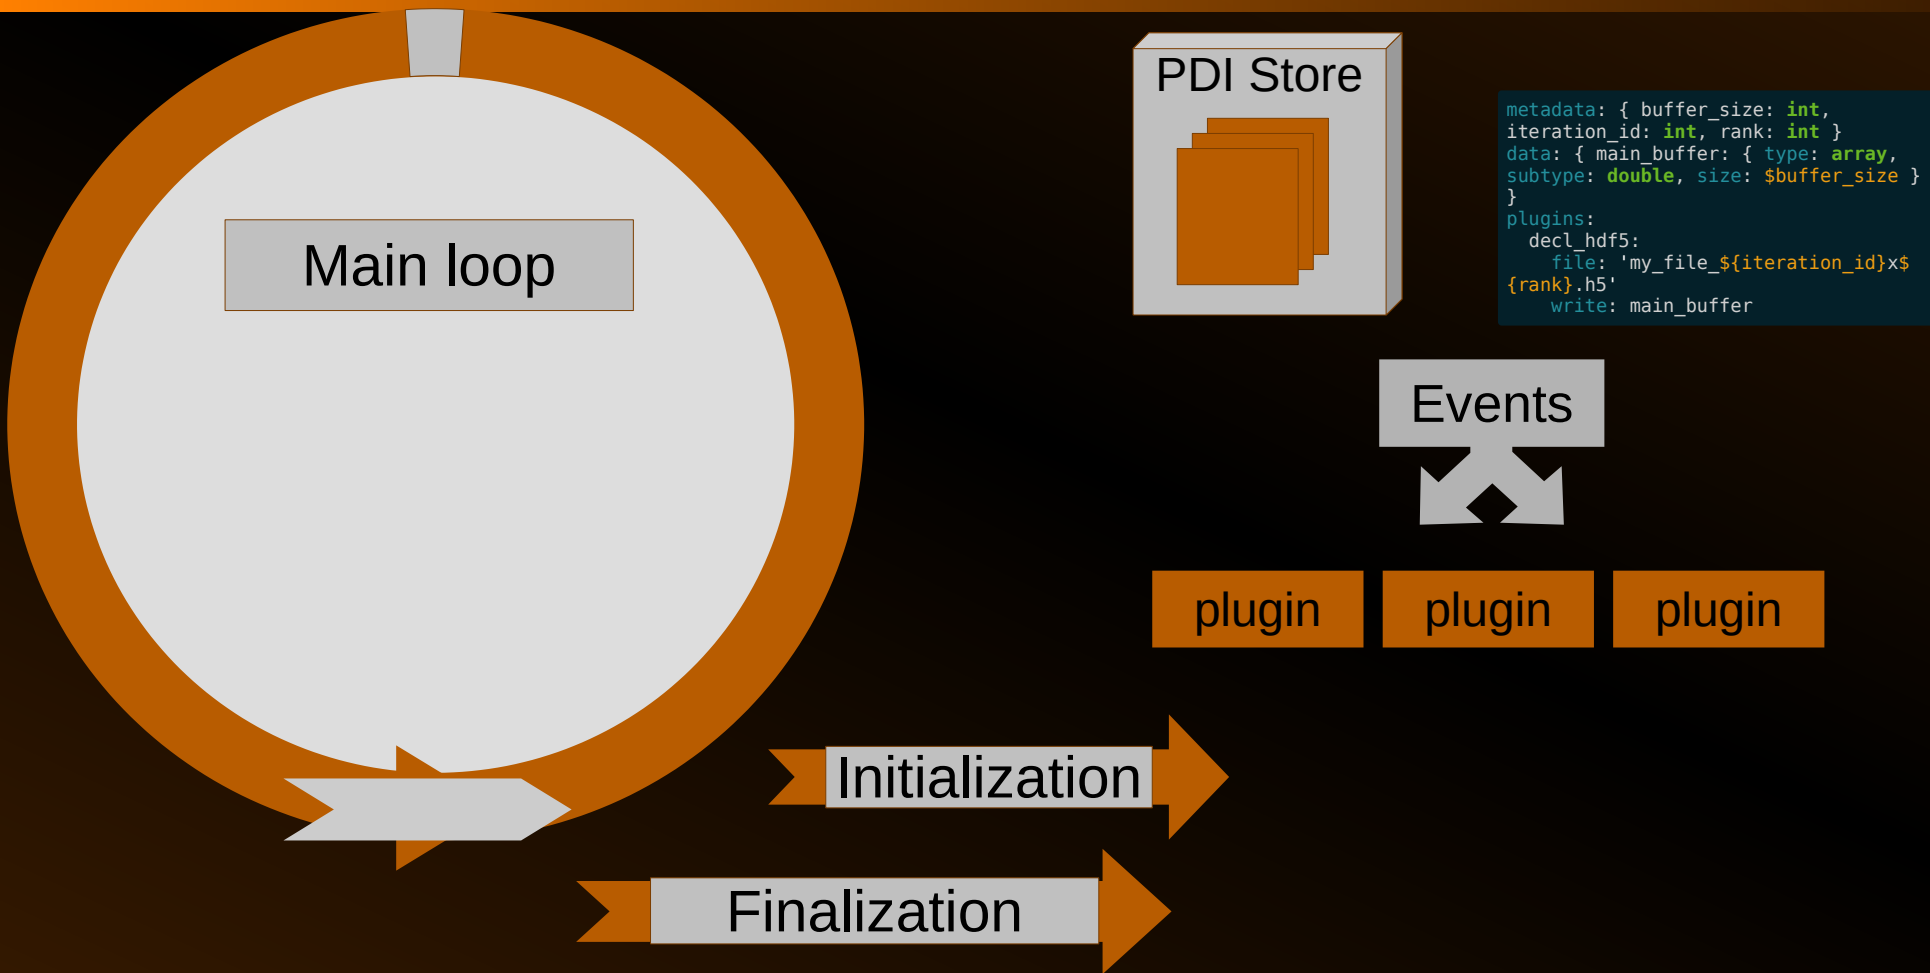 Main loop
PDI Store
metadata: { buffer_size: int,
iteration_id: int, rank: int }
data: { main_buffer: { type: array,
subtype: double, size: $buffer_size }
}
plugins:
  decl_hdf5:
    file: 'my_file_${iteration_id}x$
{rank}.h5'
    write: main_buffer
Events
plugin
plugin
plugin
Initialization
Finalization